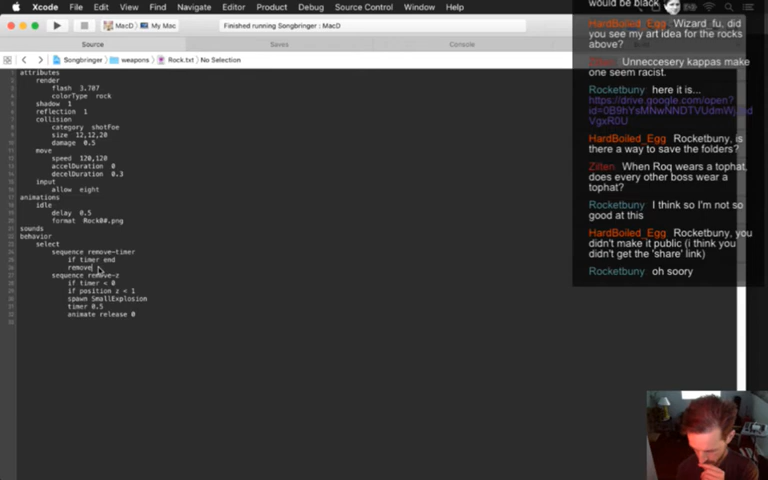 Xcode File Edit View Find Navigate Editor Product Debug Source Control Window Help
MacD My Mac
Finished running Songbringer : MacD
Source Saves Console
Songbringer weapons Rock.txt No Selection
attributes
render
flash 3.707
colorType rock
shadow 1
reflection 1
collision
category shotFoe
size 12,12,20
damage 0.5
move
speed 120,120
accelDuration 0
decelDuration 0.3
input
allow eight
animations
idle
delay 0.5
format Rock00.png
sounds
behavior
select
sequence remove-timer
if timer end
remove
sequence remove-z
if timer < 0
if position z < 1
spawn SmallExplosion
timer 0.5
animate release 0
would be black
HardBoiled_Egg Wizard_fu, did
you see my art idea for the rocks
above?
Zilten Unneccesery kappas make
one seem racist.
Rocketbuny: here it is...
https://drive.google.com/open?
HardBoiled_Egg Rocketbuny, is
there a way to save the folders?
Zilten: When Roq wears a tophat,
does every other boss wear a
tophat?
Rocketbuny: I think so I'm not so
good at this
HardBoiled_Egg Rocketbuny, you
didn't make it public (i think you
didn't get the 'share' link)
Rocketbuny: oh soory